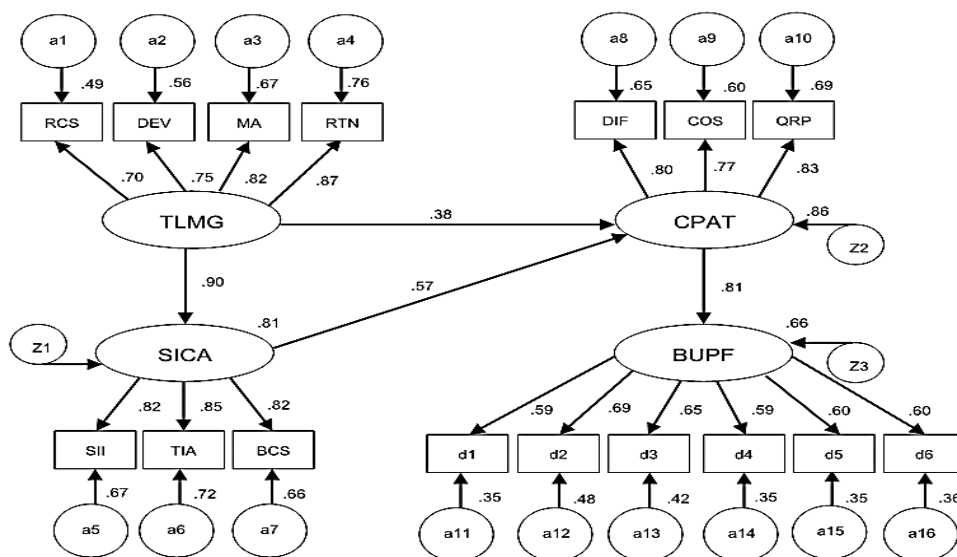 a1 a2 a3 a4 a8 a9 a10
.49 .56 .67 .76 .65 .60 .69
RCS DEV MA RTN DIF COS QRP
.70 .75 .82 .87 .80 .77 .83
TLMG .38 CPAT .86
Z2
.90 .57 .81
Z1 .81 .66
SICA BUPF Z3
.82 .85 .82 .59 .69 .65 .59 .60 .60
SII TIA BCS d1 d2 d3 d4 d5 d6
.67 .72 .66 .35 .48 .42 .35 .35 .36
a5 a6 a7 a11 a12 a13 a14 a15 a16